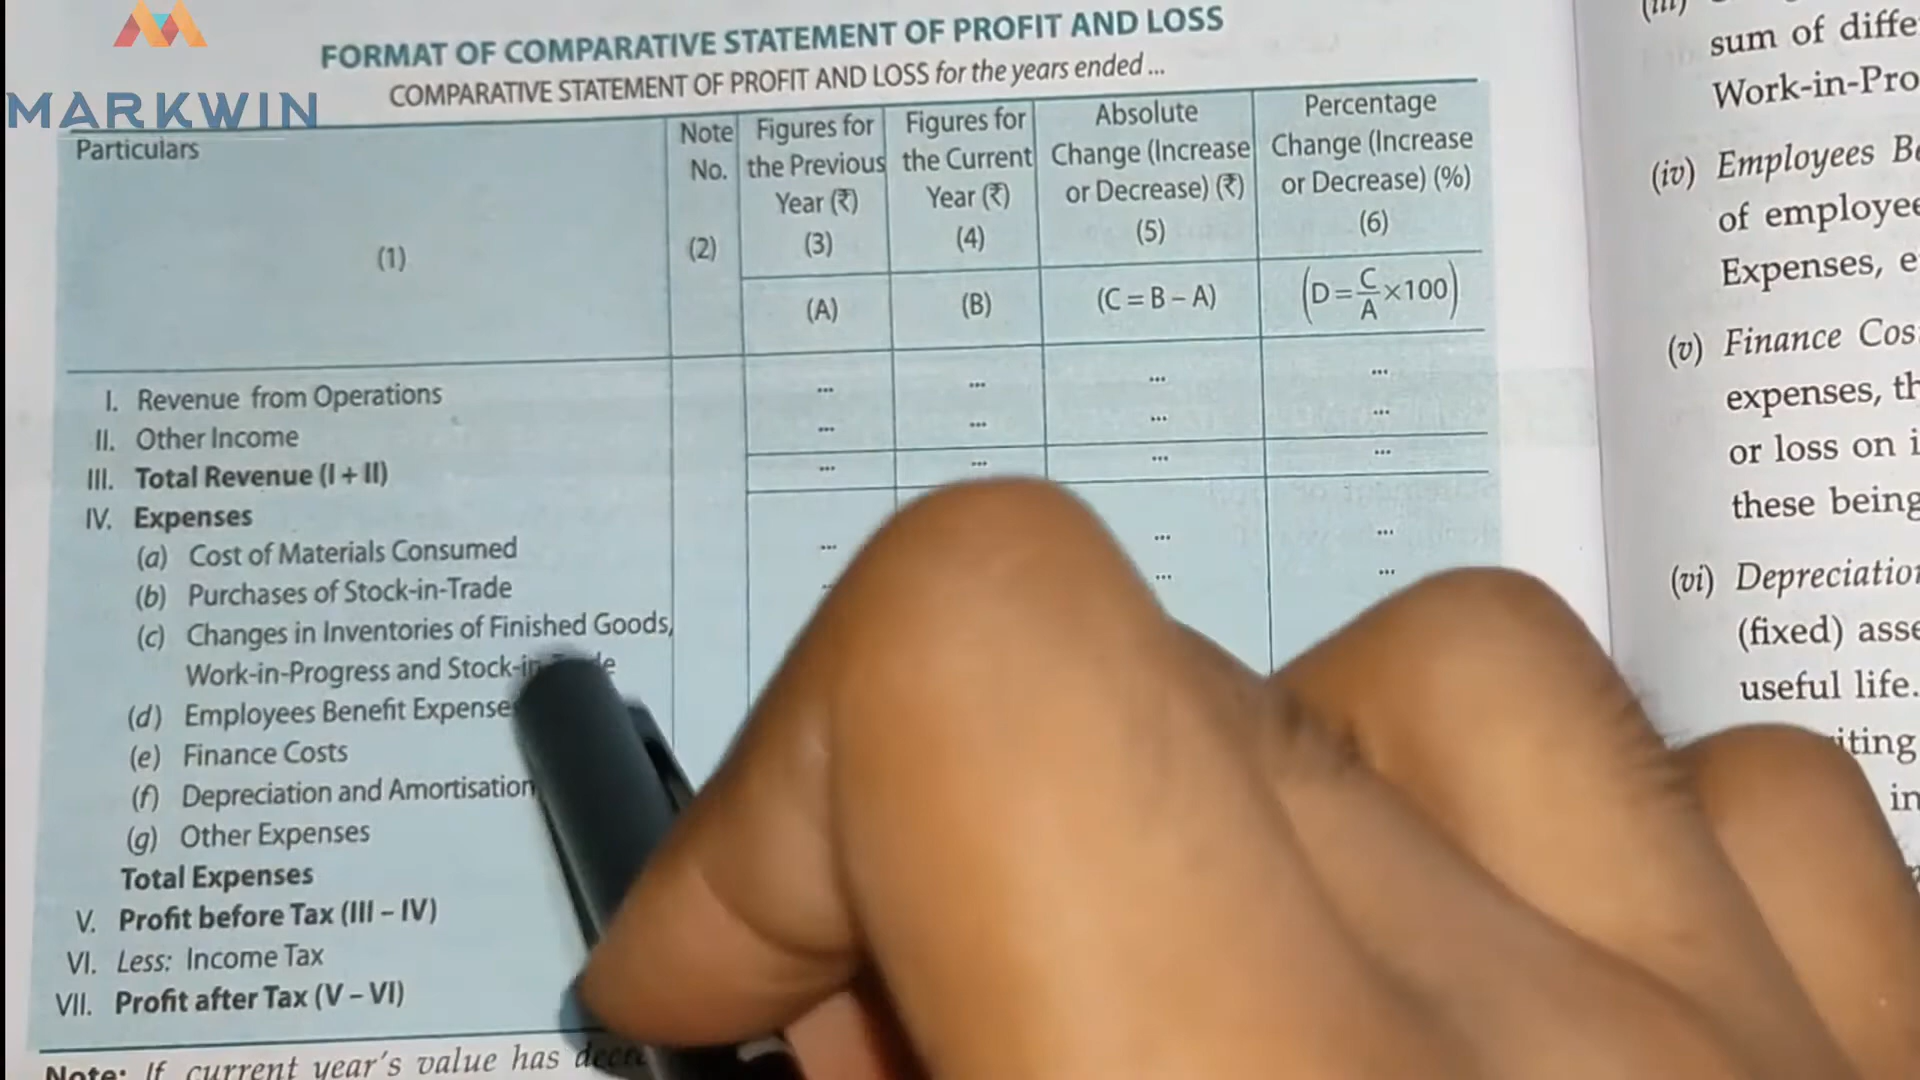 MARKWIN
FORMAT OF COMPARATIVE STATEMENT OF PROFIT AND LOSS
COMPARATIVE STATEMENT OF PROFIT AND LOSS for the years ended ...
Particulars
(1)
Note
No.
(2)
Figures for
the Previous
Year (₹)
(3)
Figures for
the Current
Year (₹)
(4)
Absolute
Change (Increase
or Decrease) (₹)
(5)
Percentage
Change (Increase
or Decrease) (%)
(6)
(A)
(B)
(C = B – A)
(D = C/A ×100)
I. Revenue from Operations ... ... ... ...
II. Other Income ... ... ... ...
III. Total Revenue (I + II) ... ... ... ...
IV. Expenses
(a) Cost of Materials Consumed ... ... ...
(b) Purchases of Stock-in-Trade ... ...
(c) Changes in Inventories of Finished Goods,
Work-in-Progress and
(d) Employees Benefit
(e) Finance Costs
(f) Depreciation and Amortisation
(g) Other Expenses
Total Expenses
V. Profit before Tax (III – IV)
VI. Less: Income Tax
VII. Profit after Tax (V – VI)
Note: If current year's value has
(iii)
sum of diffe
Work-in-Pro
(iv) Employees Be
of employee
Expenses, e
(v) Finance Cos
expenses, th
or loss on i
these being
(vi) Depreciation
(fixed) asse
useful life.
iting
in